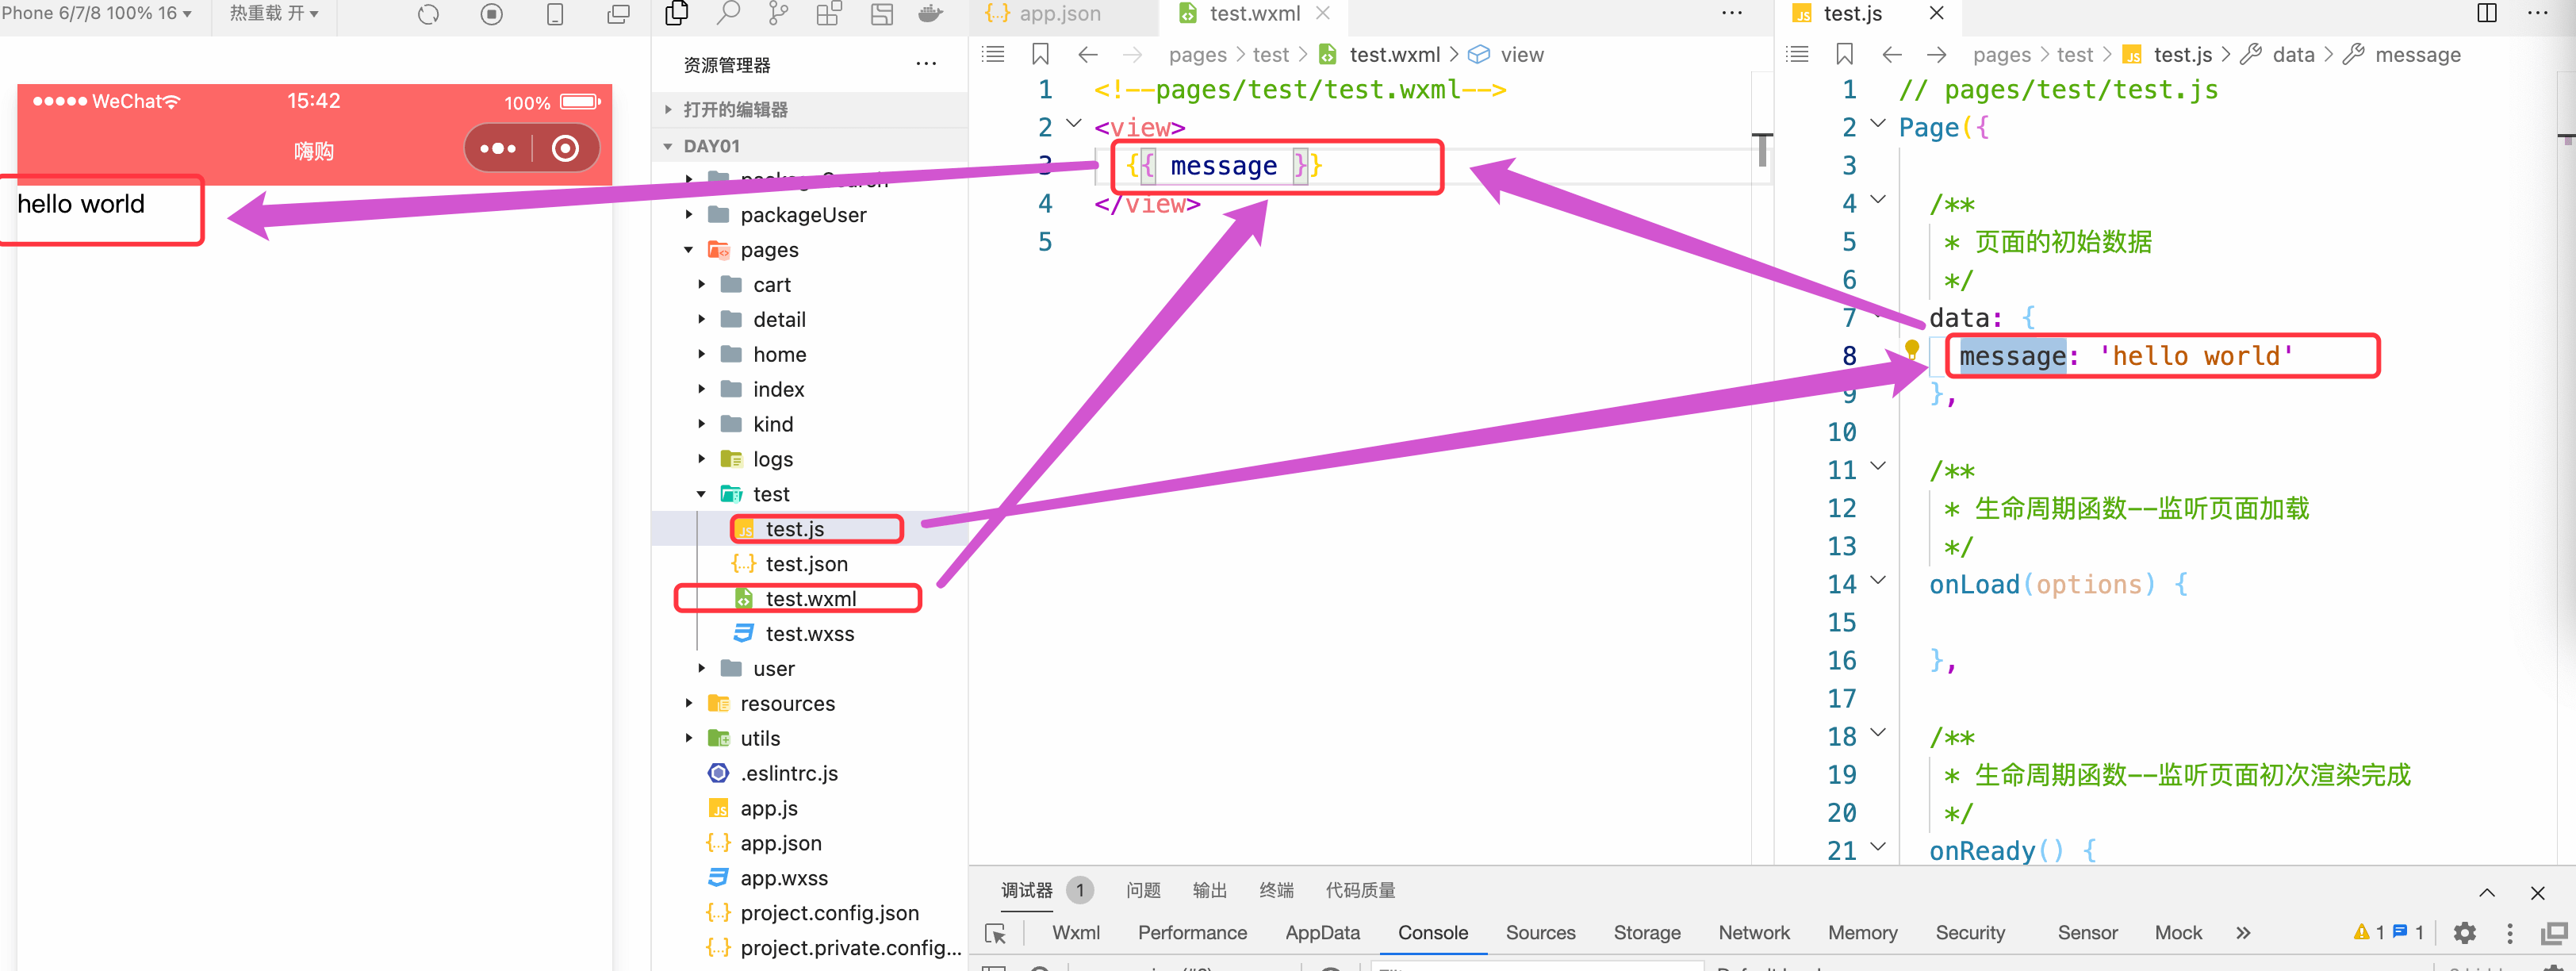 Phone 6/7/8 100% 16
热重载 开
WeChat
15:42
100%
嗨购
hello world
资源管理器
打开的编辑器
DAY01
packageUser
pages
cart
detail
home
index
kind
logs
test
test.js
test.json
test.wxml
test.wxss
user
resources
utils
.eslintrc.js
app.js
app.json
app.wxss
project.config.json
project.private.config...
{..} app.json
test.wxml
pages > test > test.wxml > view
1 <!--pages/test/test.wxml-->
2 <view>
3 {{ message }}
4 </view>
5
JS test.js
pages > test > JS test.js > data > message
1 // pages/test/test.js
2 Page({
3
4 /**
5 * 页面的初始数据
6 */
7 data: {
8 message: 'hello world'
9 },
10
11 /**
12 * 生命周期函数--监听页面加载
13 */
14 onLoad(options) {
15
16 },
17
18 /**
19 * 生命周期函数--监听页面初次渲染完成
20 */
21 onReady() {
调试器 1 问题 输出 终端 代码质量
Wxml Performance AppData Console Sources Storage Network Memory Security Sensor Mock 1 1